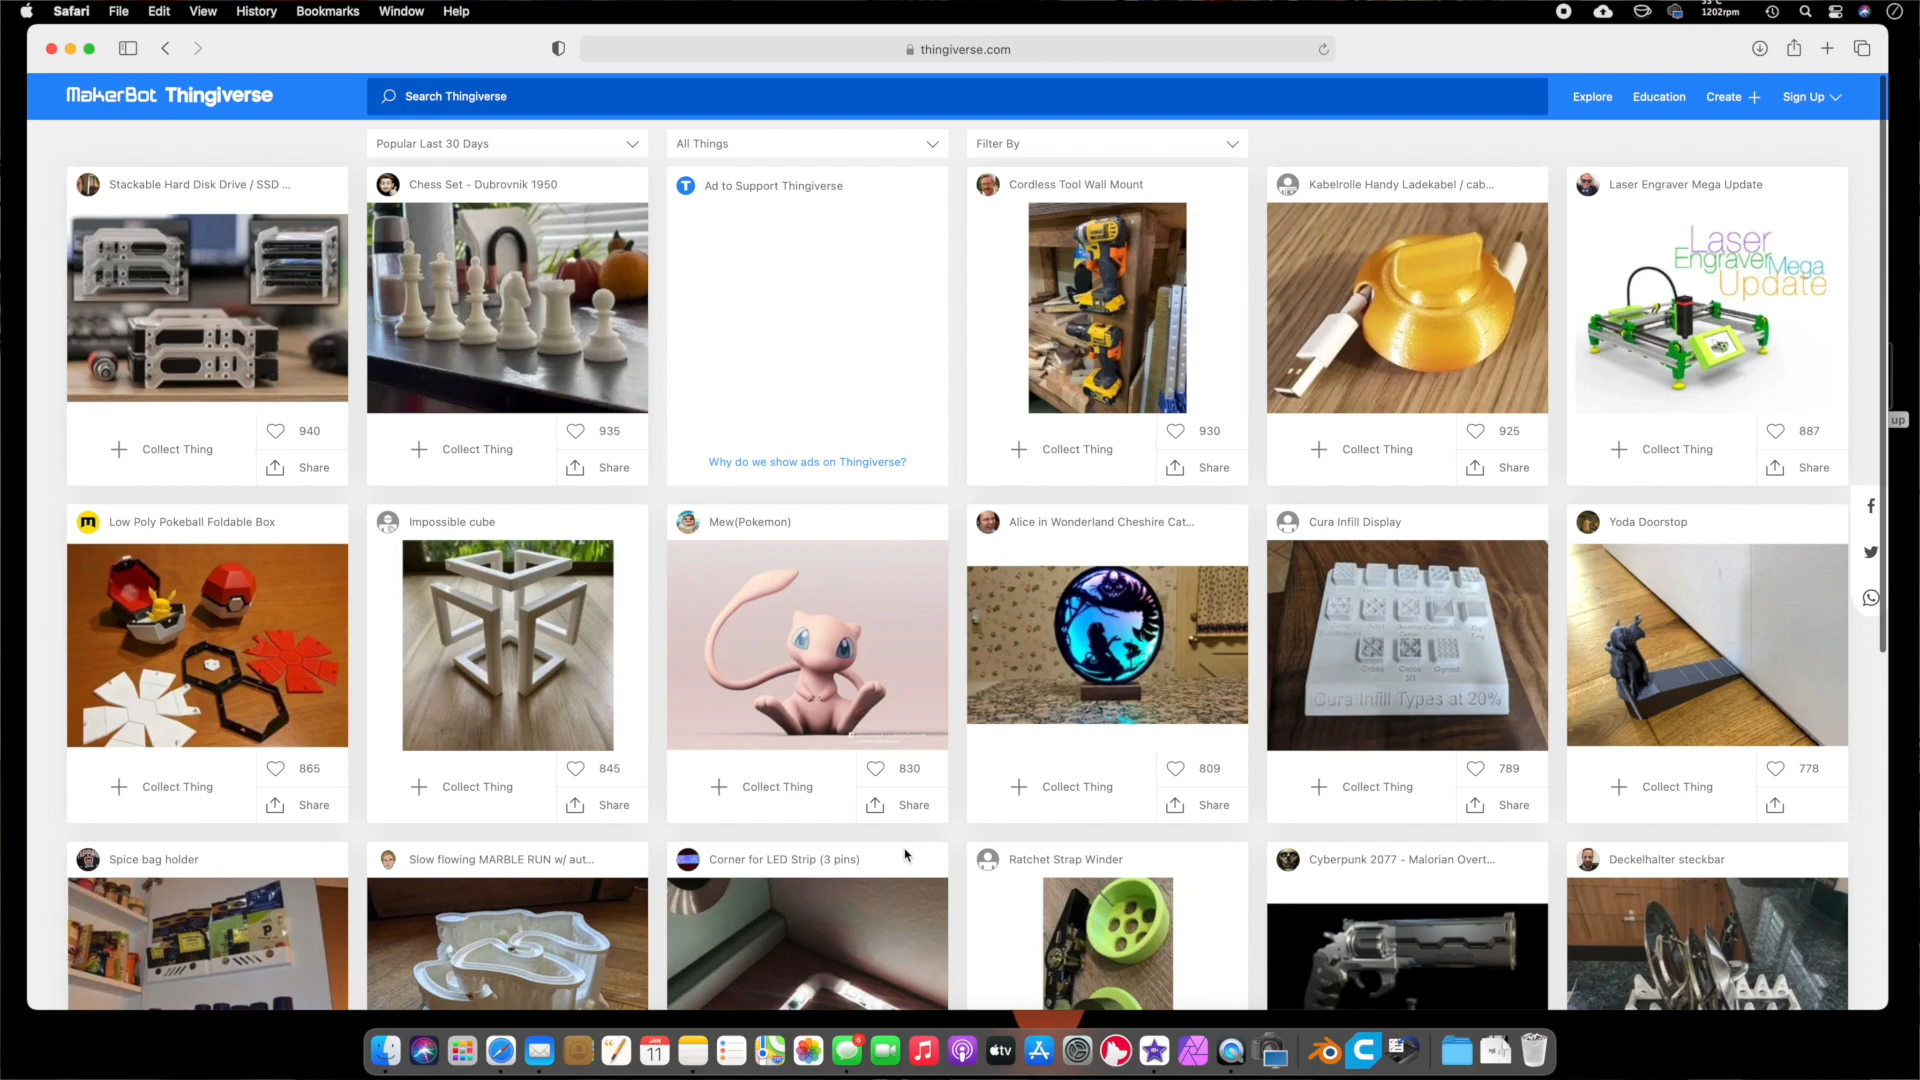 Safari File Edit View History Bookmarks Window Help
1202rpm
thingiverse.com
MakerBot Thingiverse
Search Thingiverse
Explore Education Create Sign Up
Popular Last 30 Days
All Things
Filter By
Stackable Hard Disk Drive / SSD ...
Chess Set - Dubrovnik 1950
Ad to Support Thingiverse
Cordless Tool Wall Mount
Kabelrolle Handy Ladekabel / cab...
Laser Engraver Mega Update
Laser
Engraver Mega
Update
up
Why do we show ads on Thingiverse?
Collect Thing 940 Share
Collect Thing 935 Share
Collect Thing 930 Share
Collect Thing 925 Share
Collect Thing 887 Share
Low Poly Pokeball Foldable Box
Impossible cube
Mew(Pokemon)
Alice in Wonderland Cheshire Cat...
Cura Infill Display
Yoda Doorstop
Cross
Gyroid
3D
Cura Infill Types at 20%
Collect Thing 865 Share
Collect Thing 845 Share
Collect Thing 830 Share
Collect Thing 809 Share
Collect Thing 789 Share
Collect Thing 778
Spice bag holder
Slow flowing MARBLE RUN w/ aut...
Corner for LED Strip (3 pins)
Ratchet Strap Winder
Cyberpunk 2077 - Malorian Overt...
Deckelhalter steckbar
JAN
11
6
tv